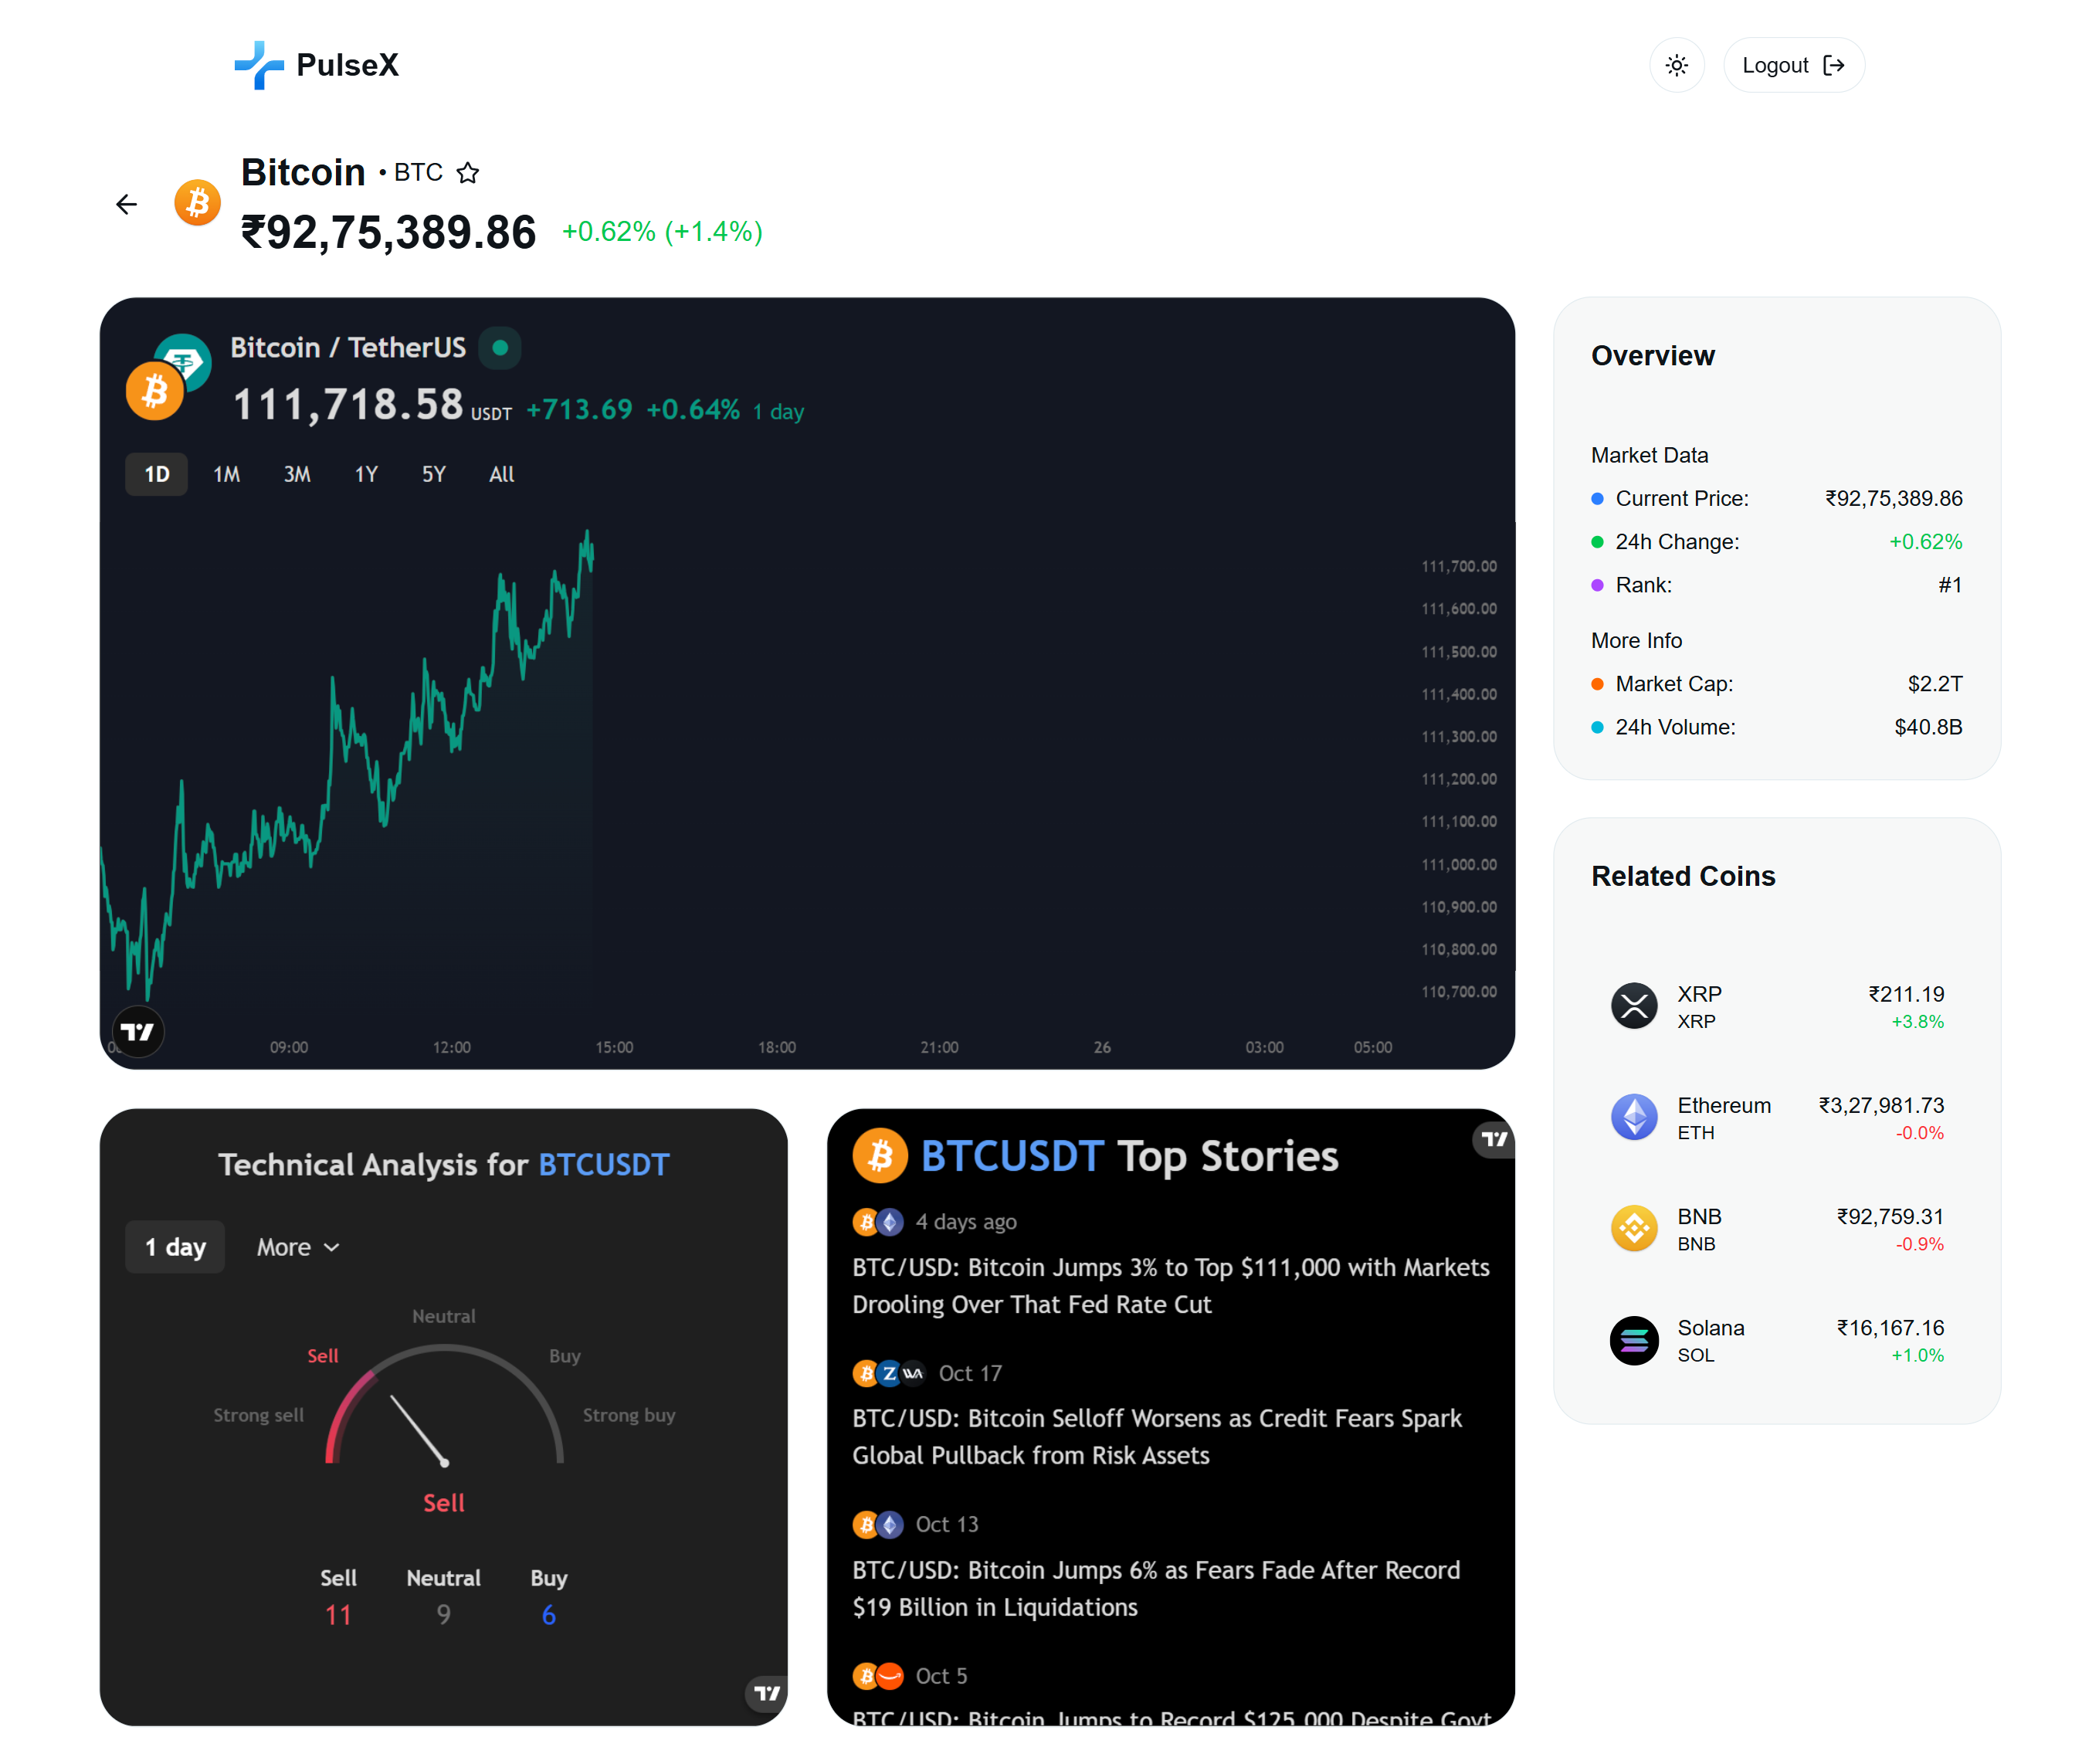 PulseX
Logout
Bitcoin • BTC
₹92,75,389.86 +0.62% (+1.4%)
Bitcoin / TetherUS
111,718.58 USDT +713.69 +0.64% 1 day
1D 1M 3M 1Y 5Y All
111,700.00
111,600.00
111,500.00
111,400.00
111,300.00
111,200.00
111,100.00
111,000.00
110,900.00
110,800.00
110,700.00
09:00 12:00 15:00 18:00 21:00 26 03:00 05:00
Overview
Market Data
Current Price: ₹92,75,389.86
24h Change: +0.62%
Rank: #1
More Info
Market Cap: $2.2T
24h Volume: $40.8B
Related Coins
XRP ₹211.19
XRP +3.8%
Ethereum ₹3,27,981.73
ETH -0.0%
BNB ₹92,759.31
BNB -0.9%
Solana ₹16,167.16
SOL +1.0%
Technical Analysis for BTCUSDT
1 day More
Neutral
Sell Buy
Strong sell Strong buy
Sell
Sell Neutral Buy
11 9 6
BTCUSDT Top Stories
4 days ago
BTC/USD: Bitcoin Jumps 3% to Top $111,000 with Markets
Drooling Over That Fed Rate Cut
Oct 17
BTC/USD: Bitcoin Selloff Worsens as Credit Fears Spark
Global Pullback from Risk Assets
Oct 13
BTC/USD: Bitcoin Jumps 6% as Fears Fade After Record
$19 Billion in Liquidations
Oct 5
BTC/USD: Bitcoin Jumps to Record $125,000 Despite Govt